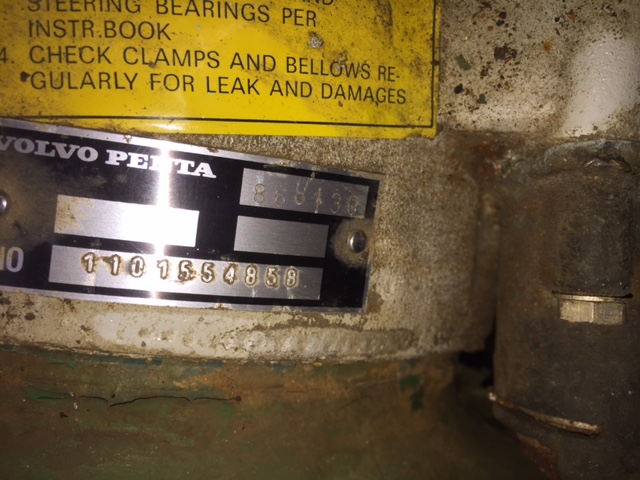 STEERING BEARINGS PER
INSTR.BOOK
4. CHECK CLAMPS AND BELLOWS RE-
GULARLY FOR LEAK AND DAMAGES
VOLVO PENTA
NO
1101554858